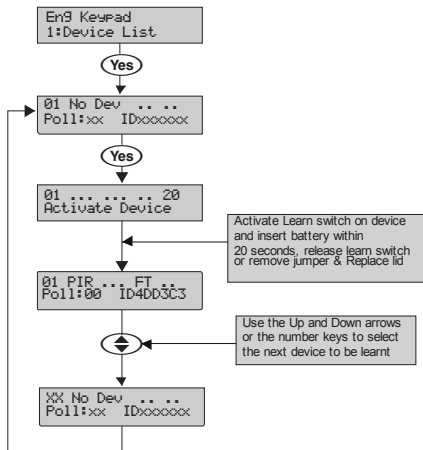 Eng Keypad
1:Device List
Yes
01 No Dev .. ..
Poll:xx IDxxxxxx
Yes
01 ... ... .. 20
Activate Device
Activate Learn switch on device
and insert battery within
20 seconds, release learn switch
or remove jumper & Replace lid
01 PIR ... FT ..
Poll:00 ID4DD3C3
Use the Up and Down arrows
or the number keys to select
the next device to be learnt
XX No Dev .. ..
Poll:xx IDxxxxxx